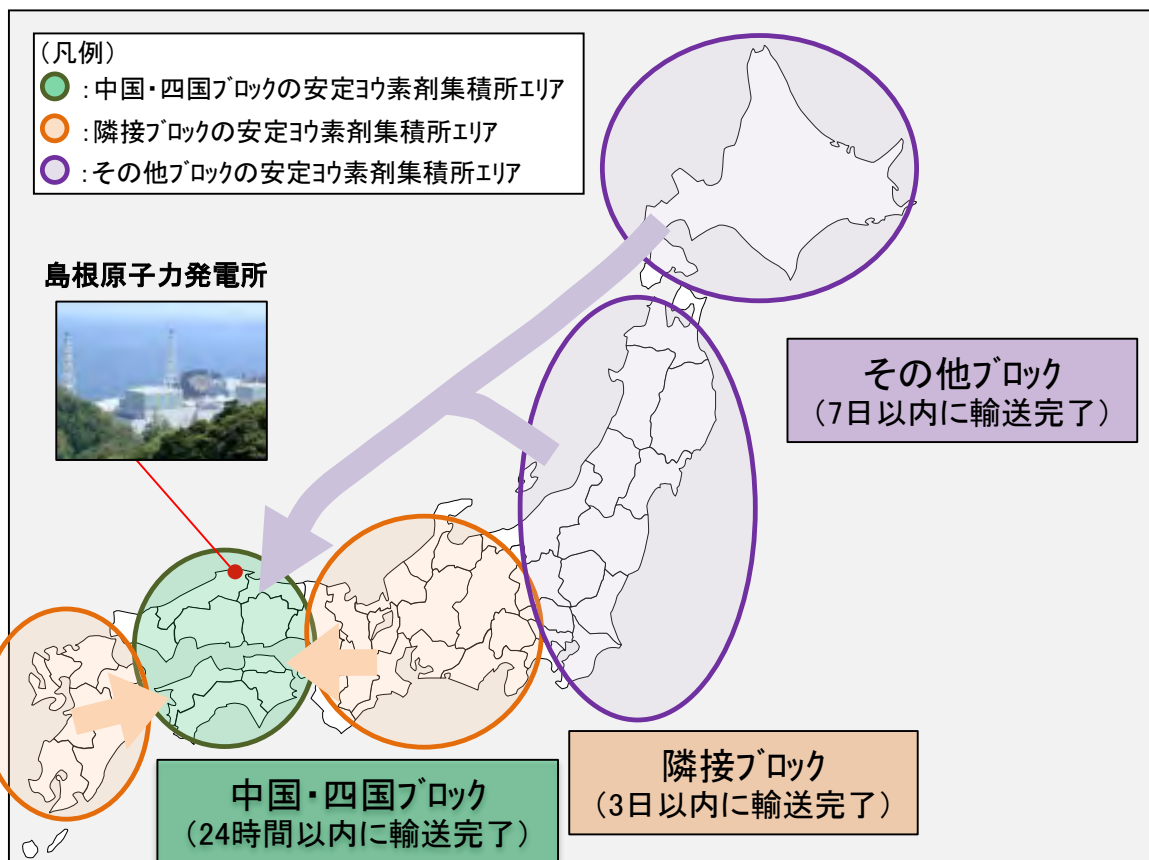 (凡例)
:中国・四国ブロックの安定ヨウ素剤集積所エリア
:隣接ブロックの安定ヨウ素剤集積所エリア
:その他ブロックの安定ヨウ素剤集積所エリア
島根原子力発電所
その他ブロック
(7日以内に輸送完了)
隣接ブロック
(3日以内に輸送完了)
中国・四国ブロック
(24時間以内に輸送完了)